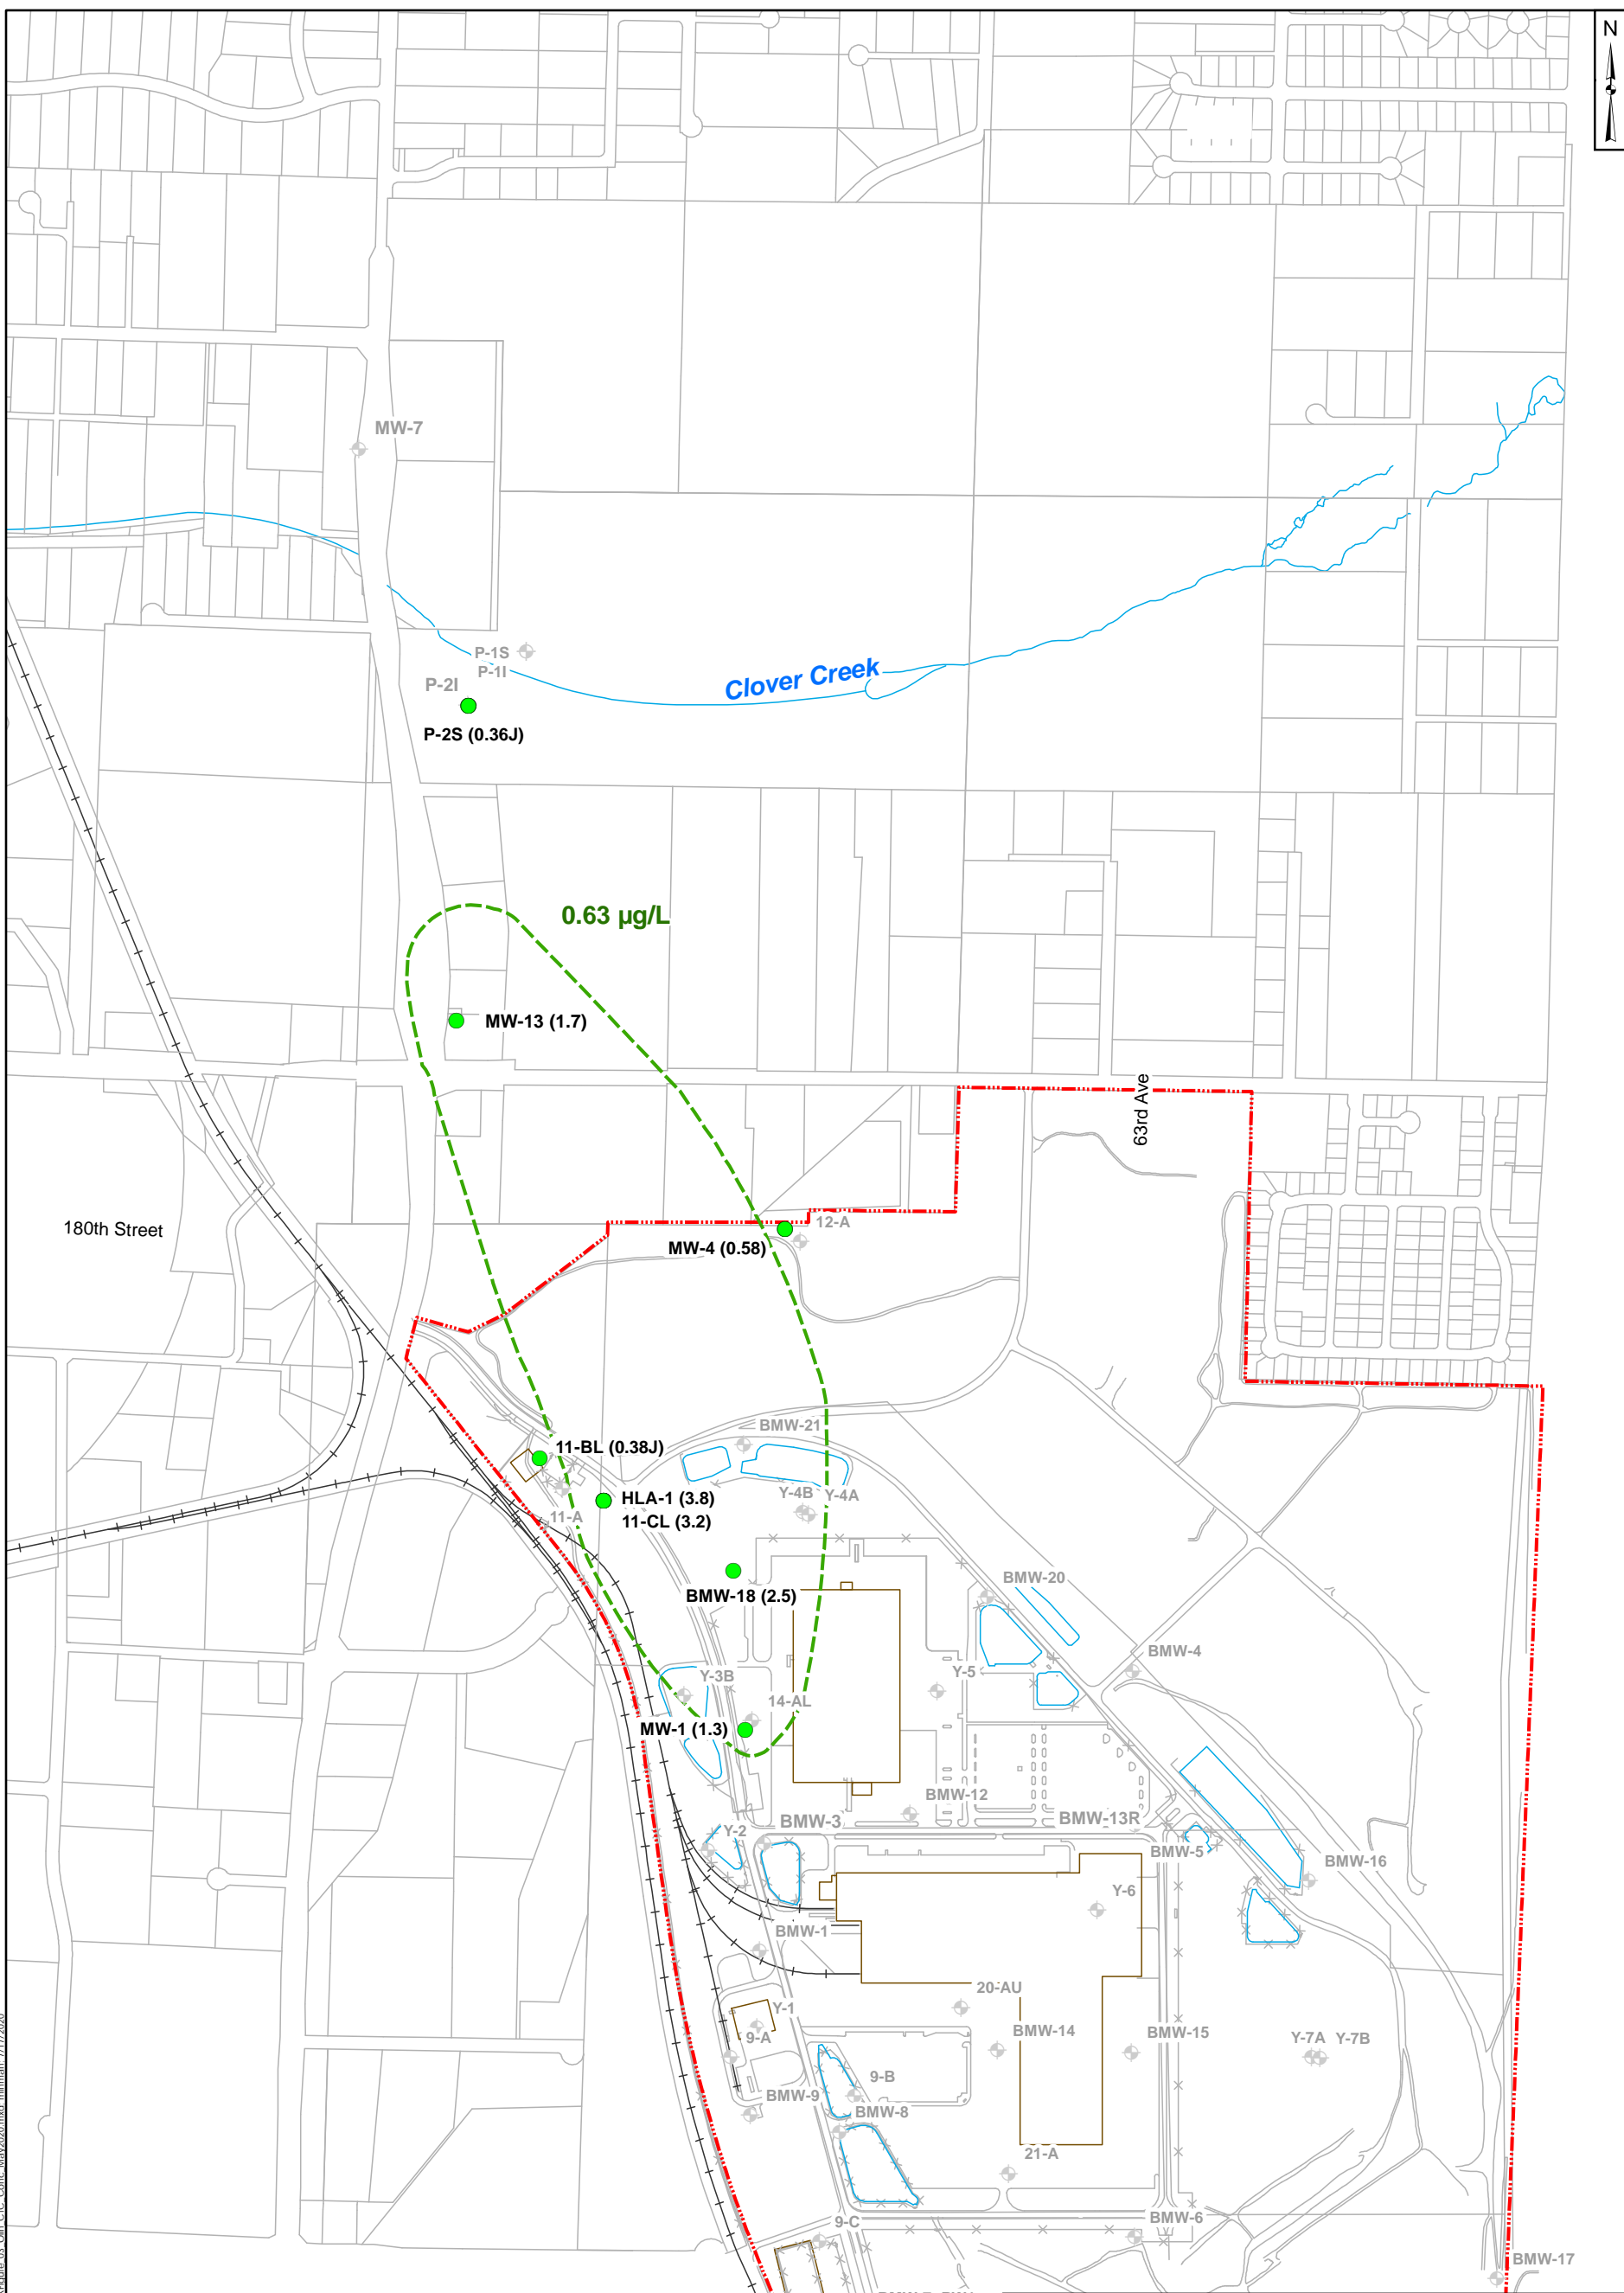 N
MW-7
P-1S
P-1I
Clover Creek
P-2I
P-2S (0.36J)
0.63 µg/L
MW-13 (1.7)
63rd Ave
180th Street
12-A
MW-4 (0.58)
BMW-21
11-BL (0.38J)
Y-4B
Y-4A
HLA-1 (3.8)
11-A
11-CL (3.2)
BMW-20
BMW-18 (2.5)
BMW-4
Y-3B
Y-5
14-AL
MW-1 (1.3)
BMW-12
BMW-3
BMW-13R
Y-2
BMW-5
BMW-16
Y-6
BMW-1
20-AU
Y-1
BMW-14
BMW-15
9-A
Y-7A
Y-7B
9-B
BMW-9
BMW-8
21-A
BMW-6
9-C
BMW-17